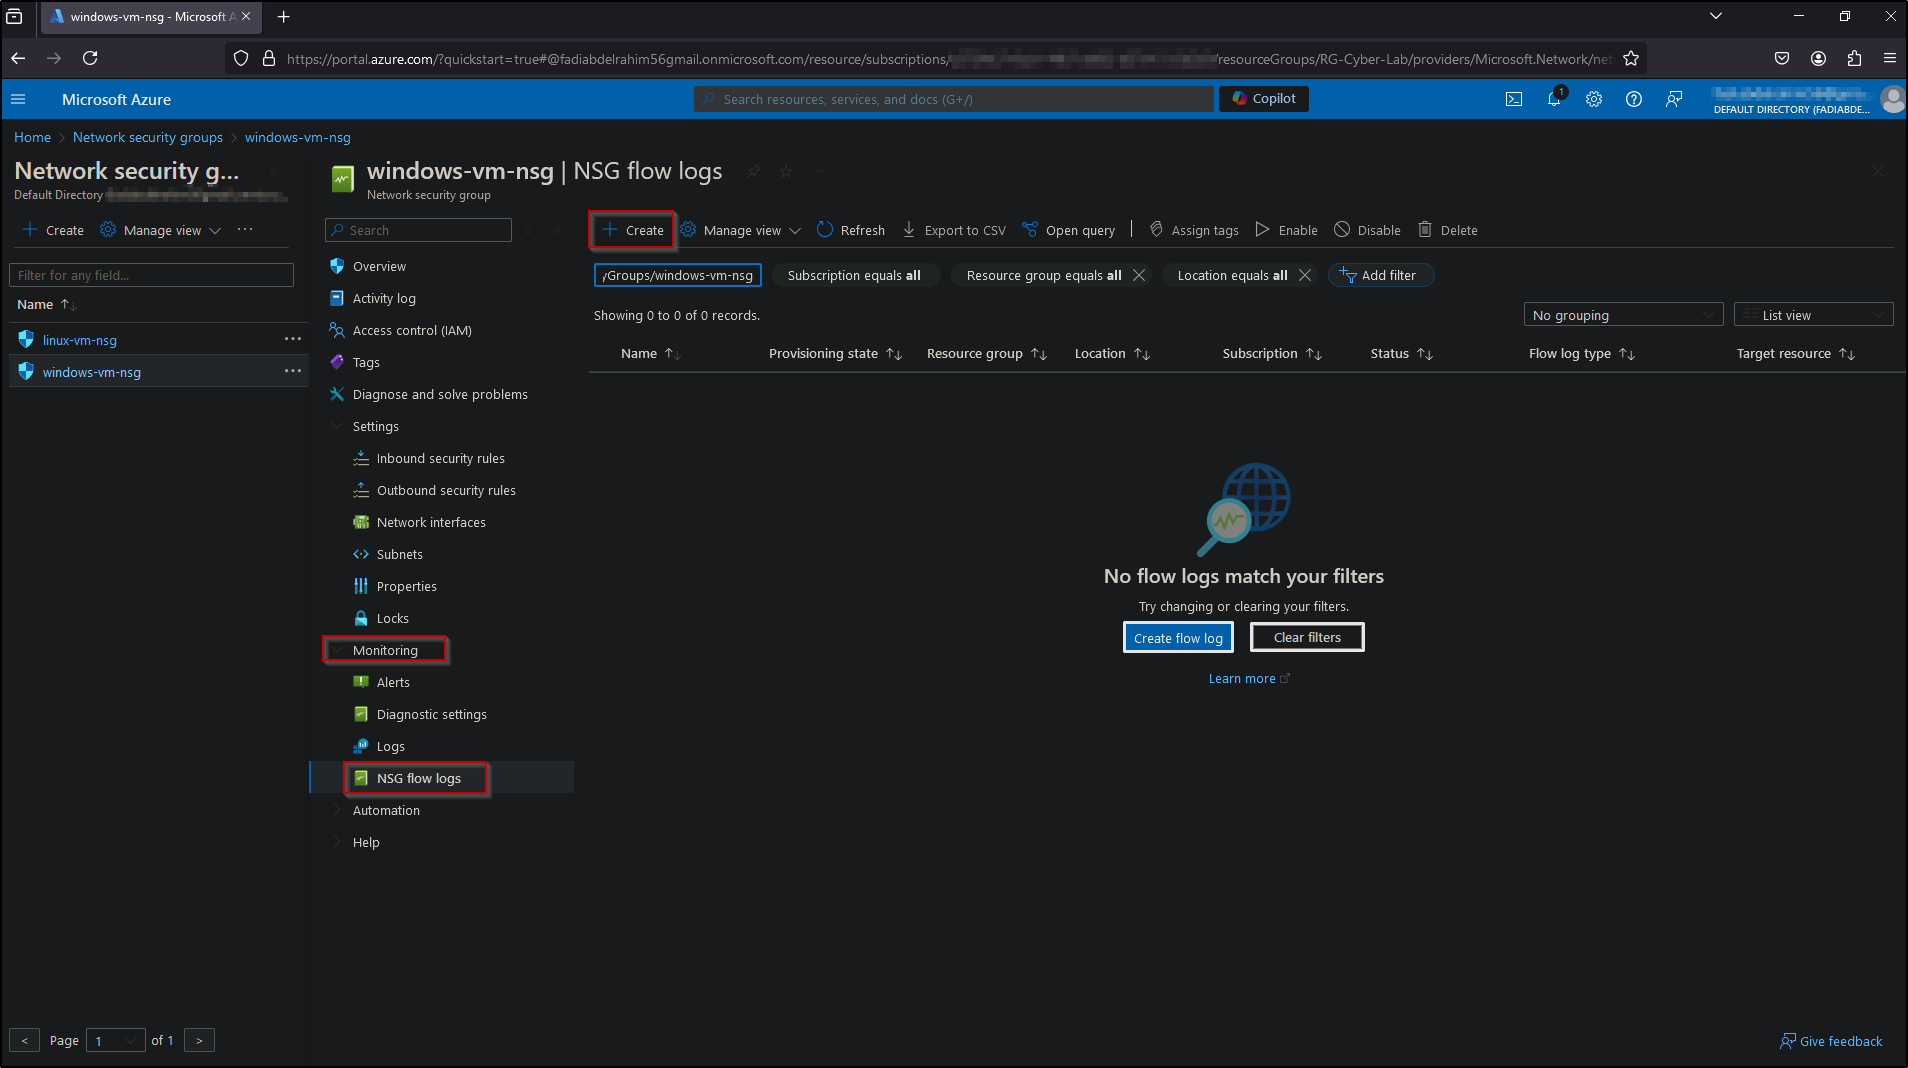 windows-vm-nsg - Microsoft A
https://portal.azure.com/?quickstart=true#@fadiabdelrahim56gmail.onmicrosoft.com/resource/subscriptions/
/resourceGroups/RG-Cyber-Lab/providers/Microsoft.Network/net
Microsoft Azure
Search resources, services, and docs (G+/)
Copilot
1
DEFAULT DIRECTORY (FADIABDE...
Home > Network security groups > windows-vm-nsg
Network security g...
Default Directory
Create
Manage view
...
Filter for any field...
Name
linux-vm-nsg
windows-vm-nsg
< Page 1 of 1 >
windows-vm-nsg | NSG flow logs
Network security group
Search
Overview
Activity log
Access control (IAM)
Tags
Diagnose and solve problems
Settings
Inbound security rules
Outbound security rules
Network interfaces
Subnets
Properties
Locks
Monitoring
Alerts
Diagnostic settings
Logs
NSG flow logs
Automation
Help
Create Manage view Refresh Export to CSV Open query | Assign tags Enable Disable Delete
yGroups/windows-vm-nsg Subscription equals all Resource group equals all Location equals all Add filter
Showing 0 to 0 of 0 records.
No grouping
List view
Name Provisioning state Resource group Location Subscription Status Flow log type Target resource
No flow logs match your filters
Try changing or clearing your filters.
Create flow log
Clear filters
Learn more
Give feedback